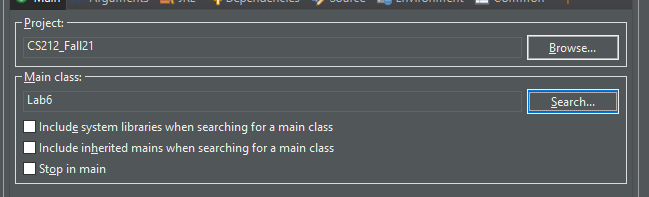 Main Arguments JRE Dependencies Source Environment Common
Project:
CS212_Fall21
Browse...
Main class:
Lab6
Search...
Include system libraries when searching for a main class
Include inherited mains when searching for a main class
Stop in main